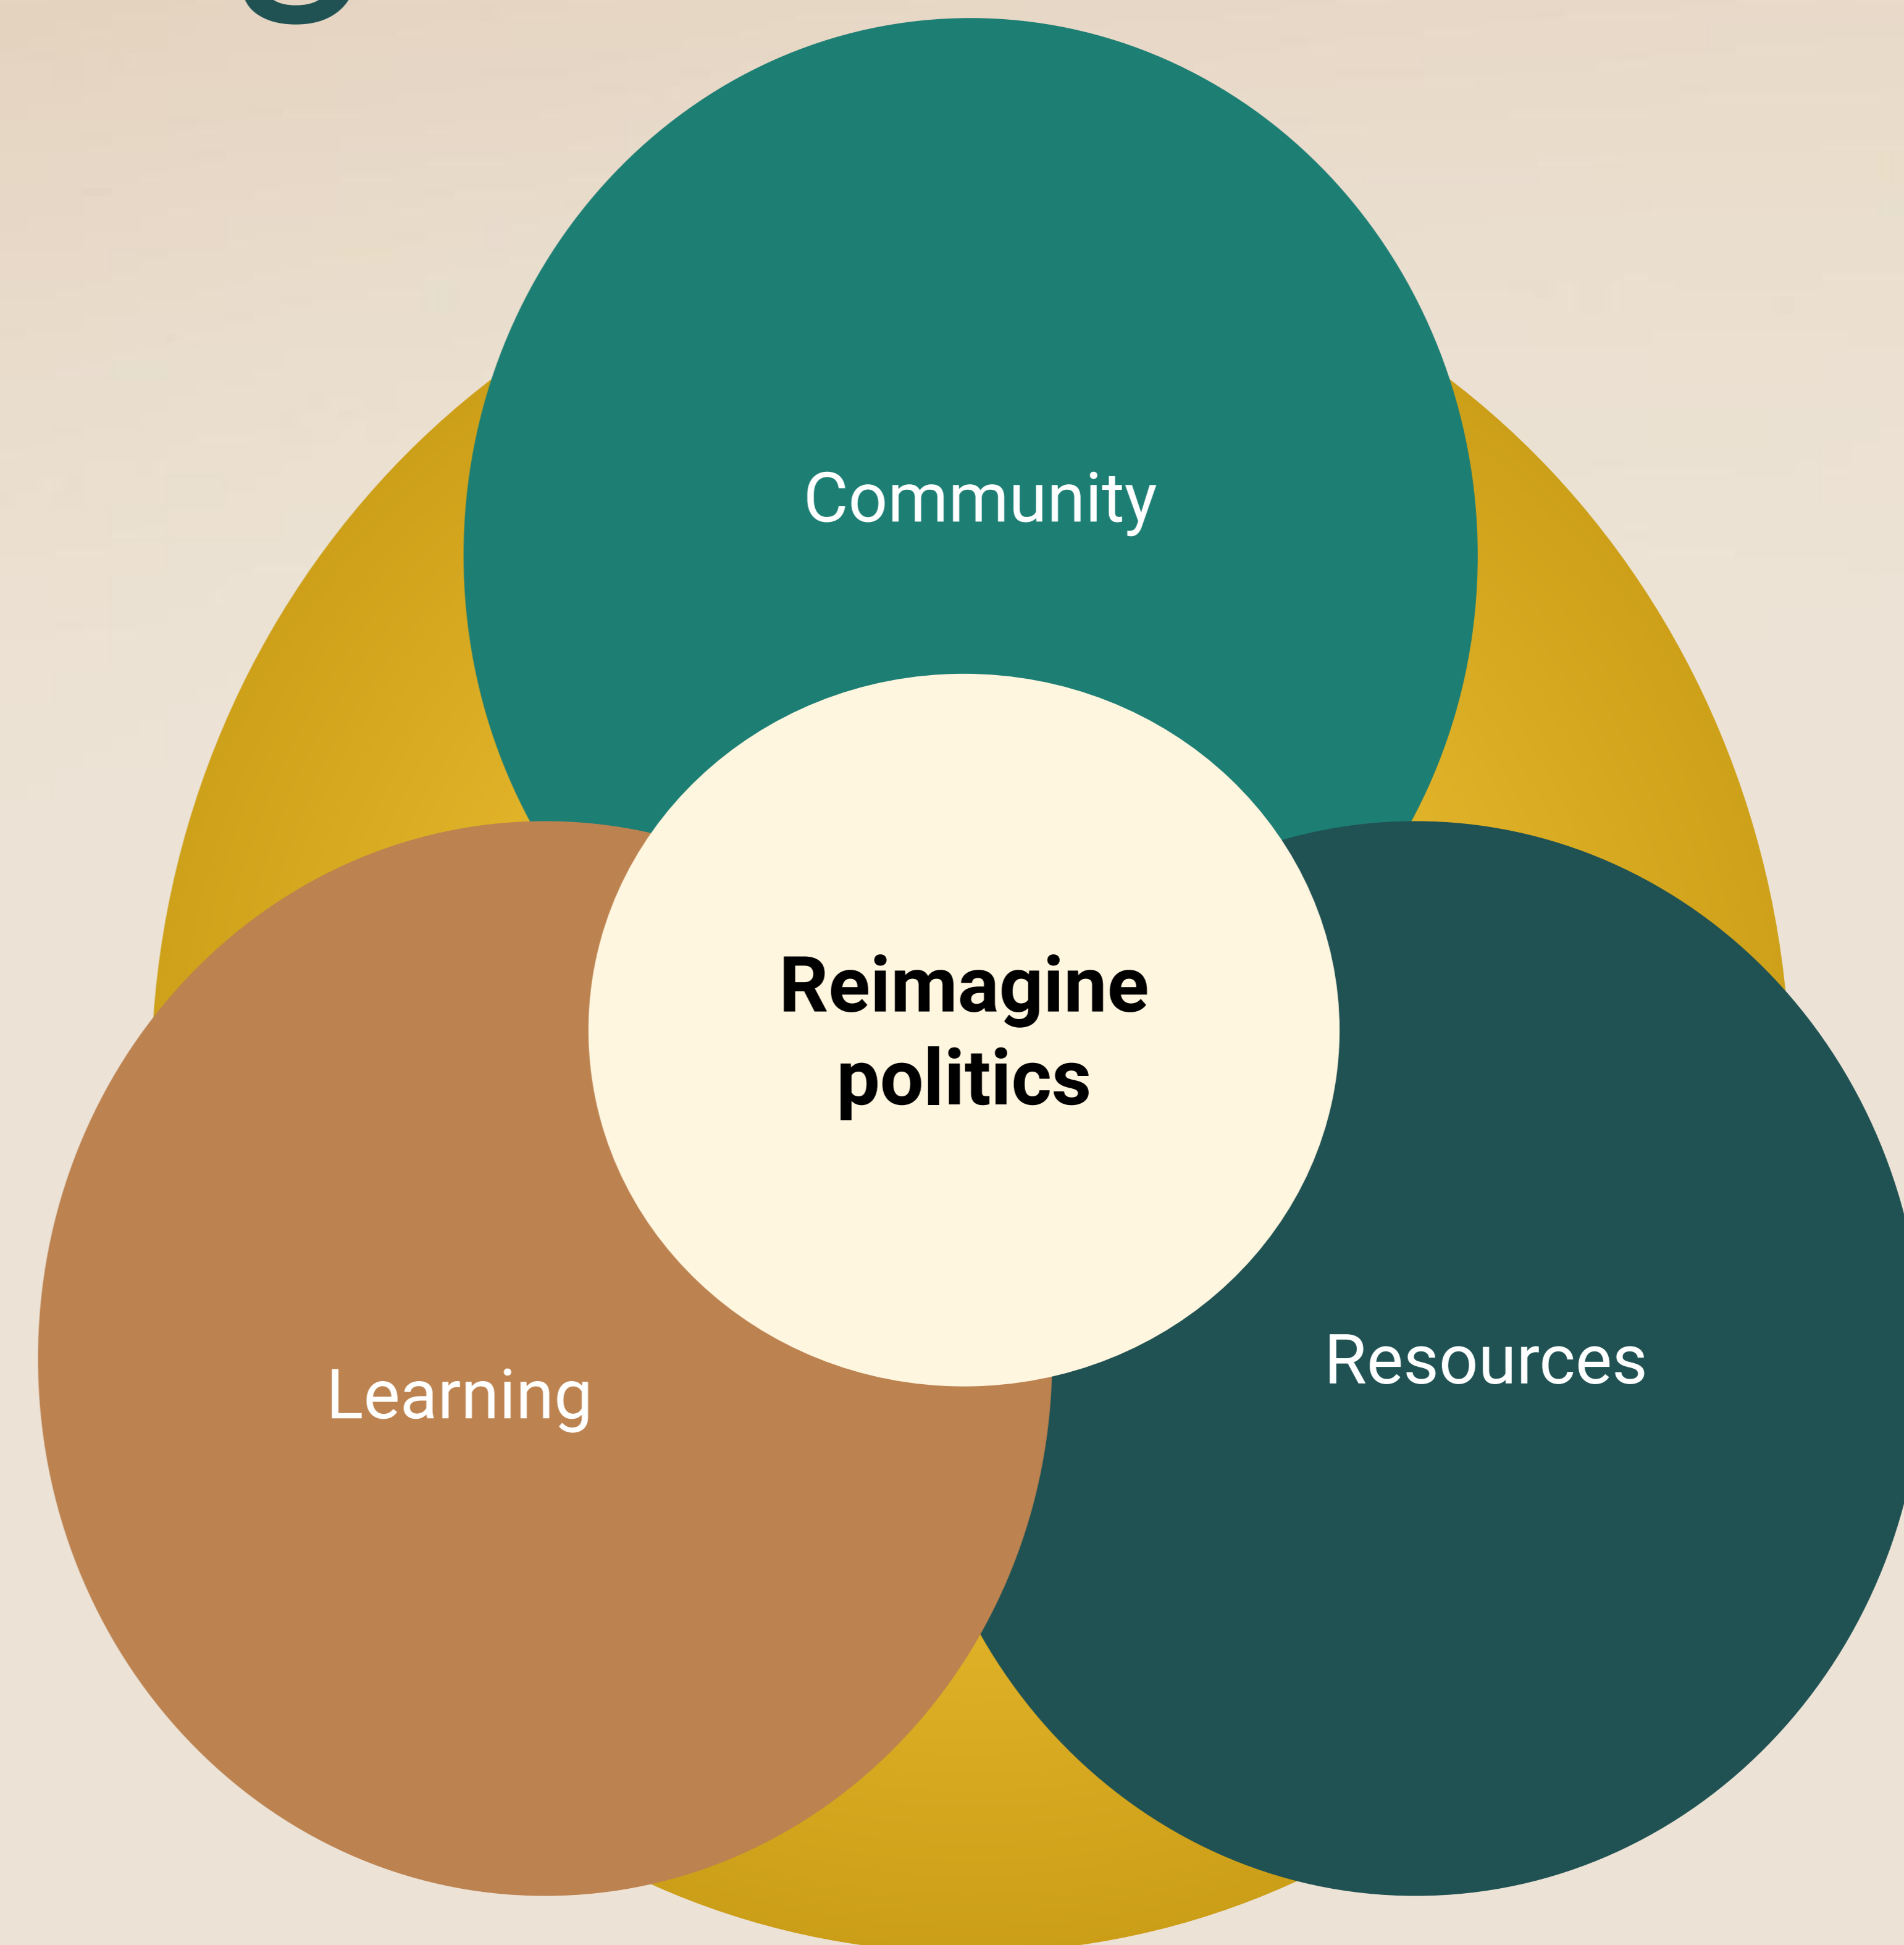 Community
Reimagine
politics
Resources
Learning